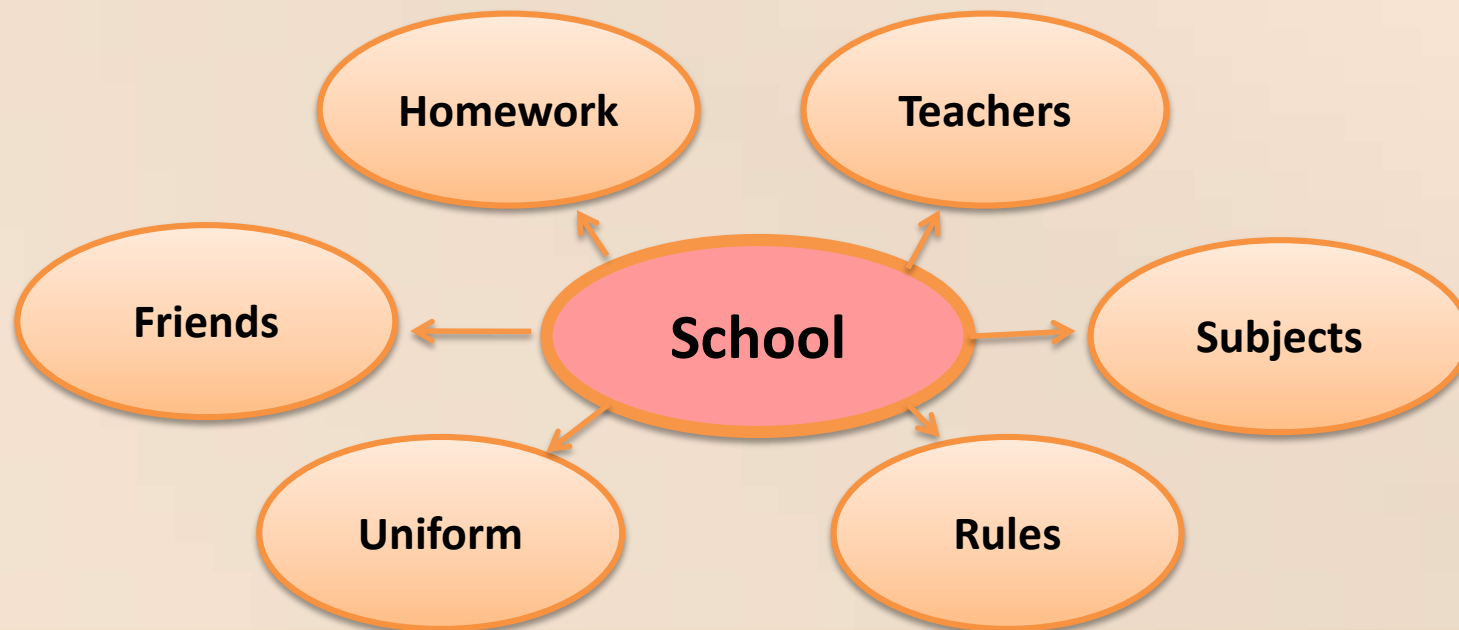 Homework
Teachers
Friends
School
Subjects
Uniform
Rules